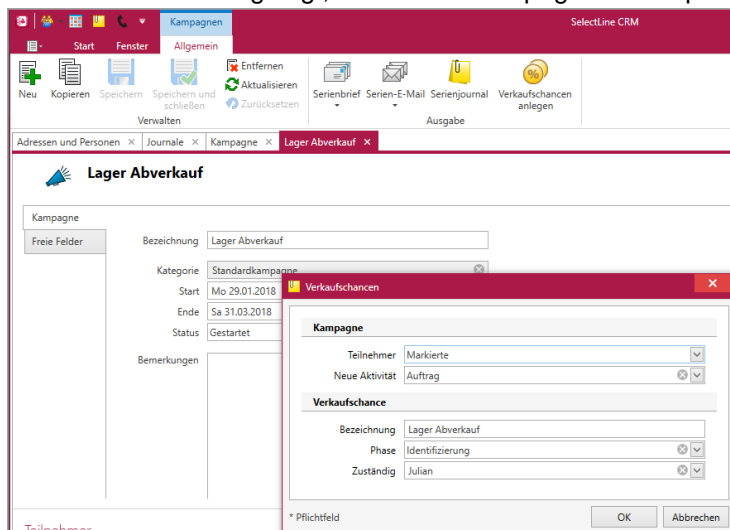 Kampagnen
SelectLine CRM
Start Fenster Allgemein
Neu Kopieren Speichern Speichern und schließen
Entfernen
Aktualisieren
Zurücksetzen
Serienbrief Serien-E-Mail Serienjournal Verkaufschancen anlegen
Verwalten Ausgabe
Adressen und Personen Journale Kampagne Lager Abverkauf
Lager Abverkauf
Kampagne
Freie Felder
Bezeichnung Lager Abverkauf
Kategorie Standardkampagne
Start Mo 29.01.2018
Ende Sa 31.03.2018
Status Gestartet
Bemerkungen
Verkaufschancen
Kampagne
Teilnehmer Markierte
Neue Aktivität Auftrag
Verkaufschance
Bezeichnung Lager Abverkauf
Phase Identifizierung
Zuständig Julian
* Pflichtfeld OK Abbrechen
Teilnehmer